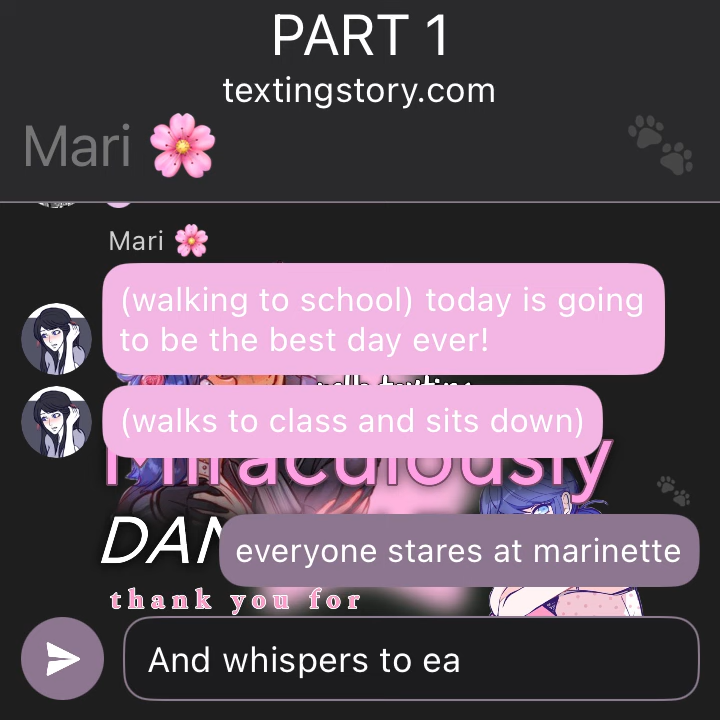 PART 1
textingstory.com
Mari 🌸
Mari 🌸
(walking to school) today is going
to be the best day ever!
(walks to class and sits down)
Miraculously
DAN
everyone stares at marinette
thank you for
And whispers to ea